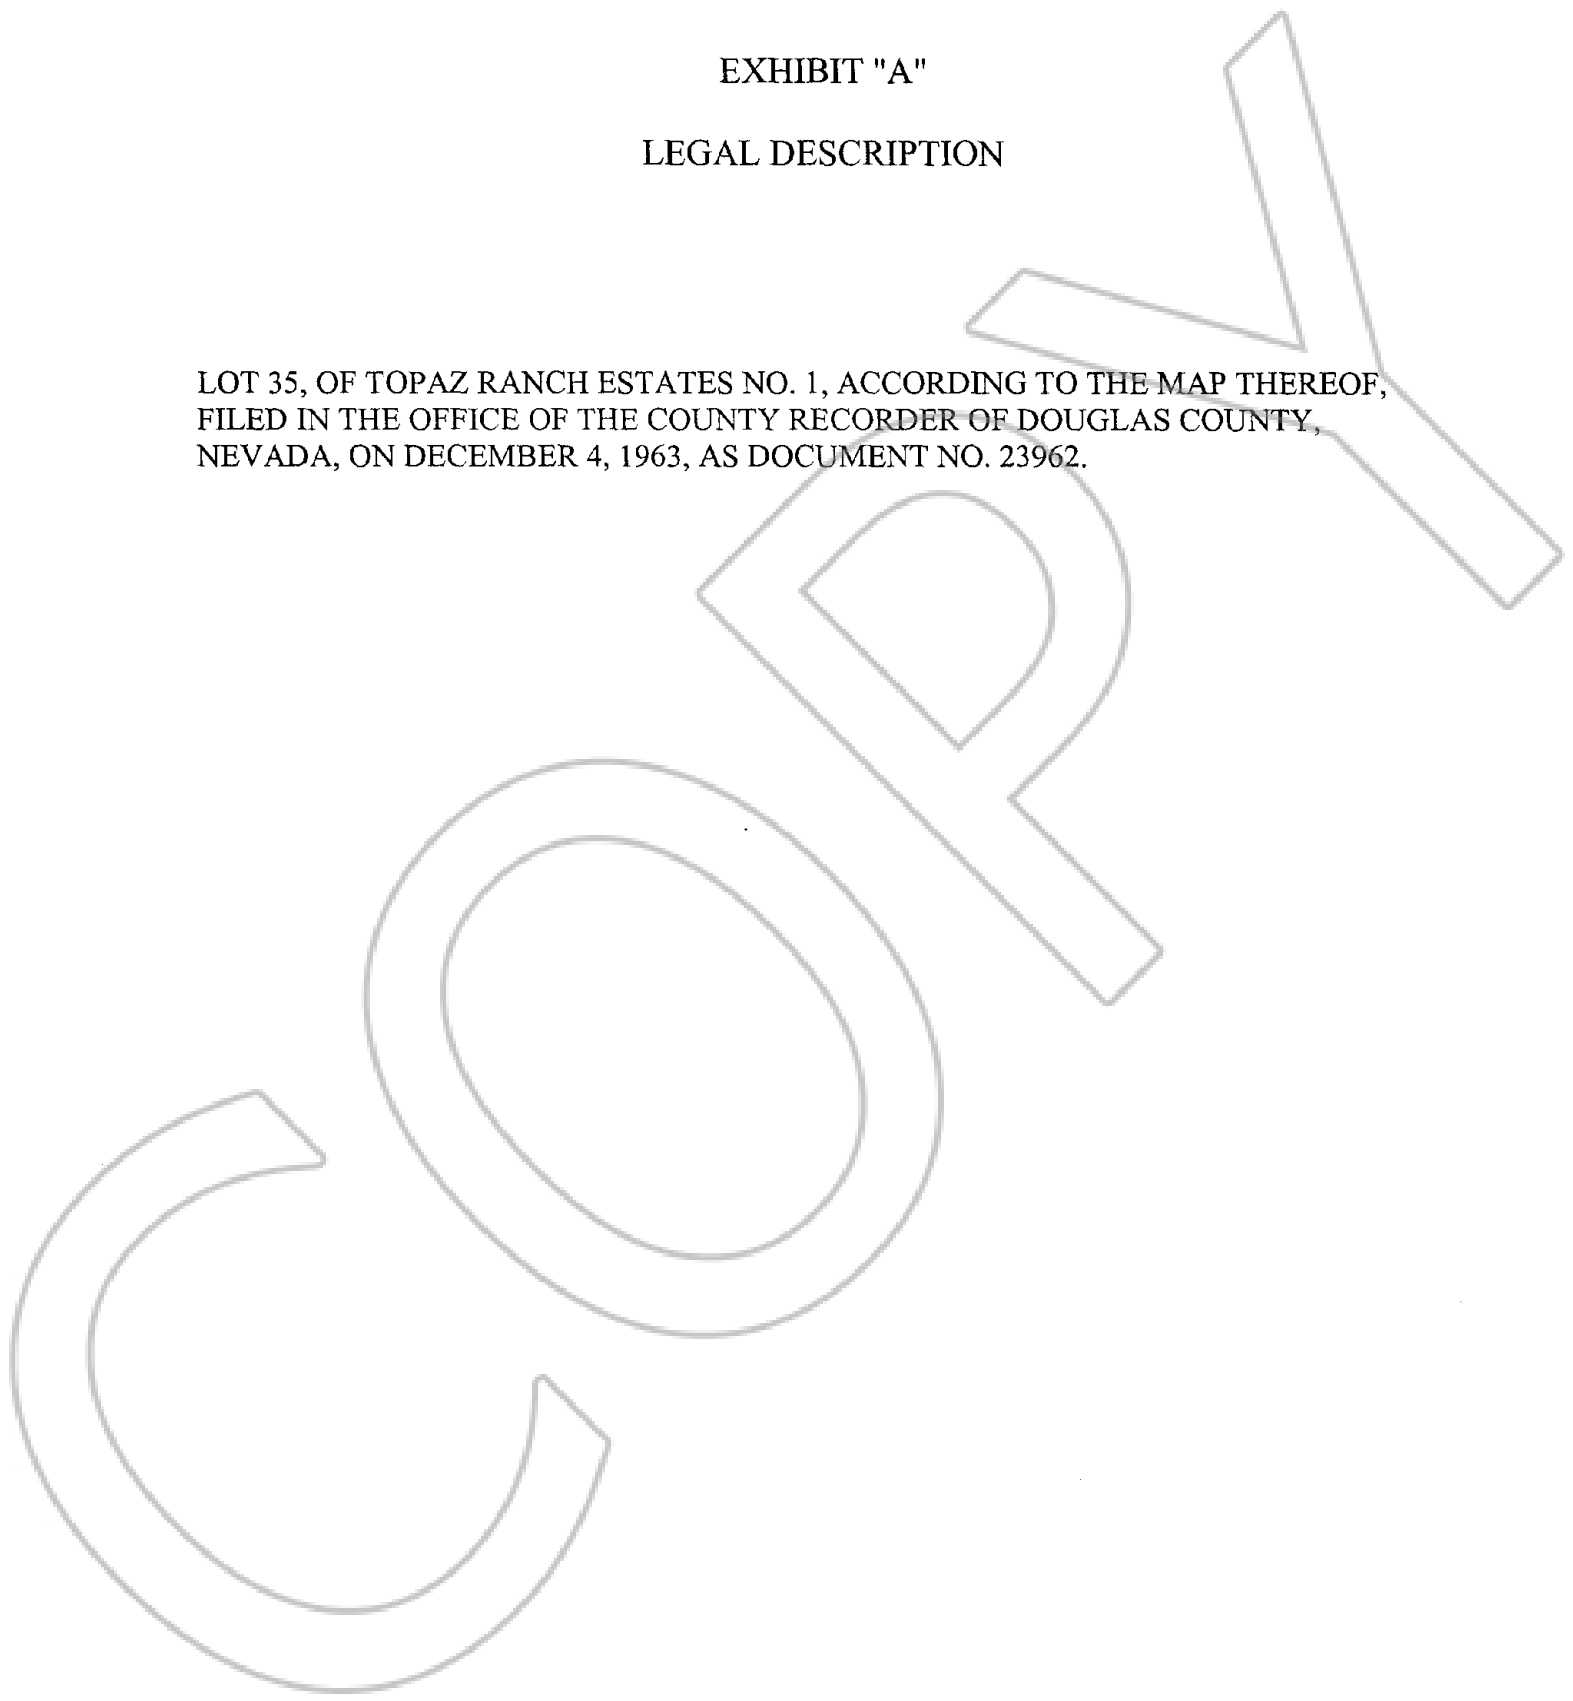 EXHIBIT "A"
LEGAL DESCRIPTION
LOT 35, OF TOPAZ RANCH ESTATES NO. 1, ACCORDING TO THE MAP THEREOF,
FILED IN THE OFFICE OF THE COUNTY RECORDER OF DOUGLAS COUNTY,
NEVADA, ON DECEMBER 4, 1963, AS DOCUMENT NO. 23962.
COPY